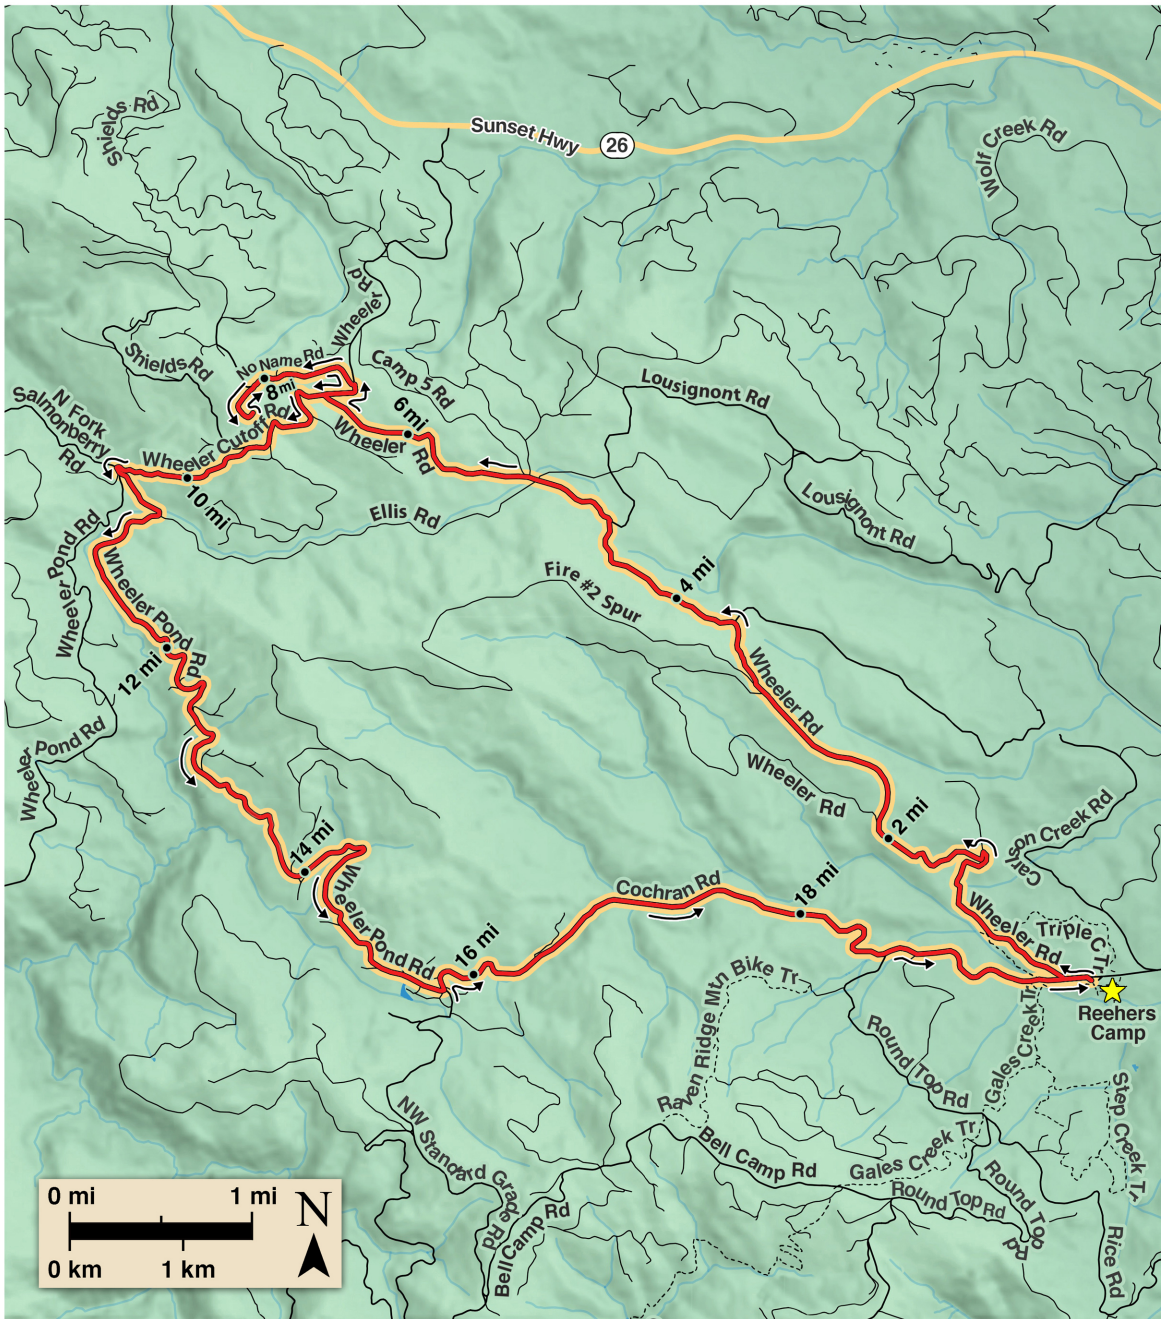 Shields Rd
Sunset Hwy
26
Wolf Creek Rd
Wheeler Rd
Shields Rd
No Name Rd
Camp 5 Rd
8 mi
6 mi
Lousignont Rd
N Fork
Salmonberry
Rd
Wheeler Cutoff Rd
Wheeler Rd
10 mi
Ellis Rd
Lousignont Rd
Wheeler Pond Rd
Wheeler Pond Rd
Fire #2 Spur
4 mi
12 mi
Wheeler Rd
Wheeler Pond Rd
Wheeler Rd
2 mi
Carlson Creek Rd
14 mi
Wheeler Pond Rd
Cochran Rd
18 mi
16 mi
Wheeler Rd
Triple C Tr
Raven Ridge Mtn Bike Tr
Reehers
Camp
Gales Creek Tr
Round Top Rd
Step Creek Tr
NW Standard Grade Rd
Bell Camp Rd
Gales Creek Tr
Round Top Rd
Round Top Rd
Bell Camp Rd
Rice Rd
0 mi 1 mi
N
0 km 1 km